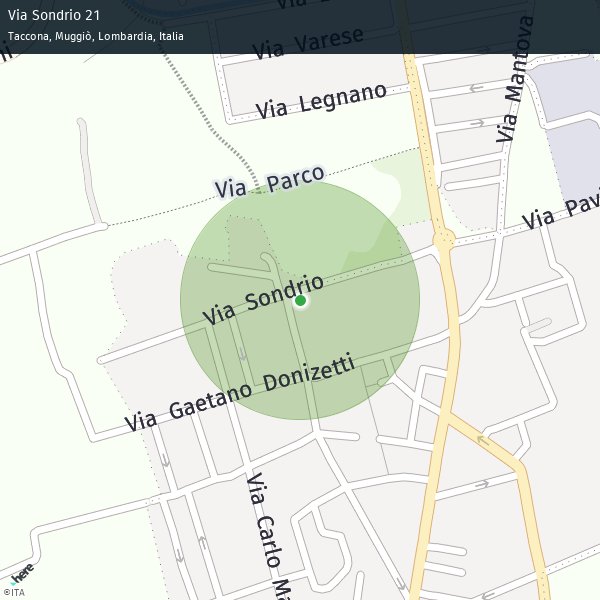 Via Sondrio 21
Taccona, Muggiò, Lombardia, Italia
Via Varese
Via Legnano
Via Mantova
Via Parco
Via
Via Sondrio
Via Gaetano Donizetti
Via Carlo
here
©ITA